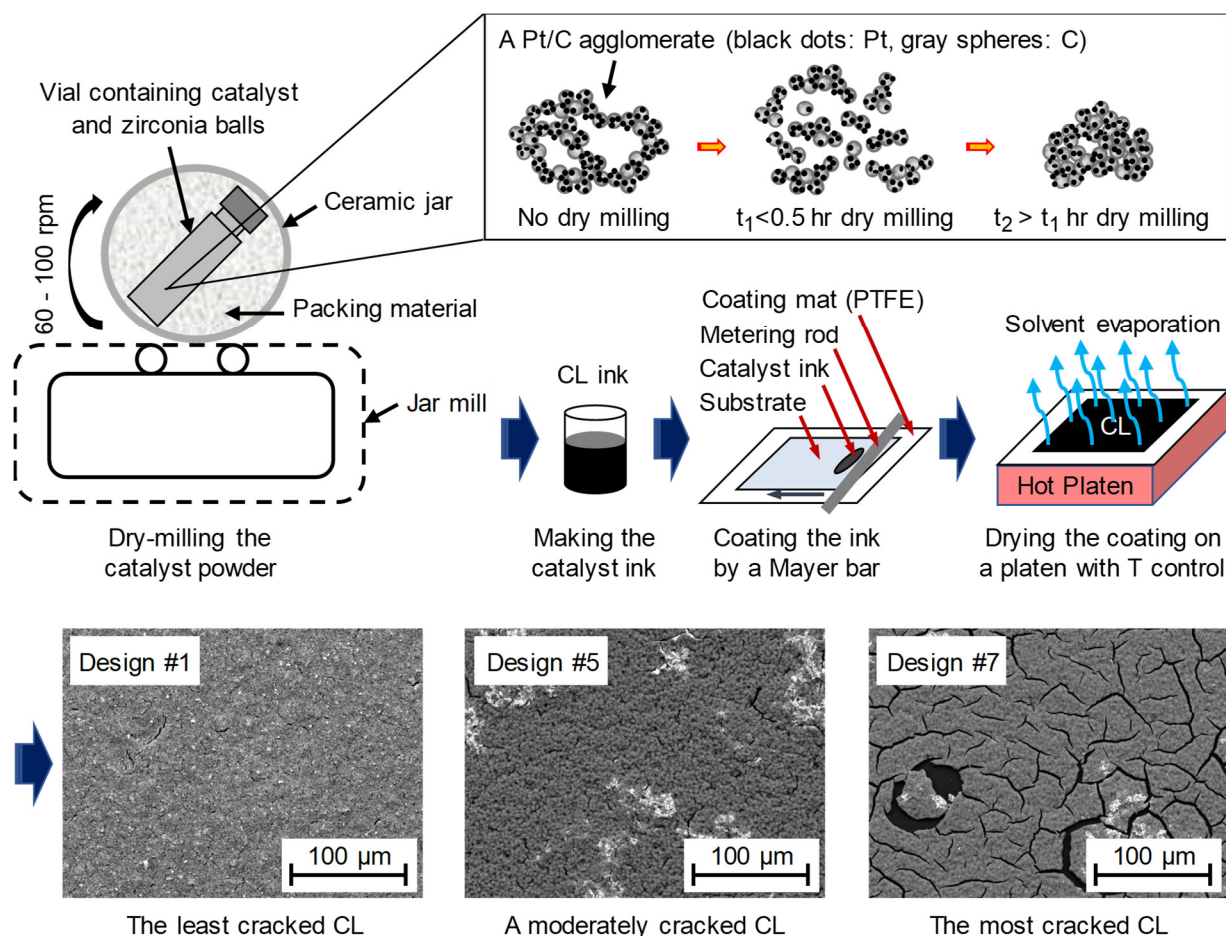 A Pt/C agglomerate (black dots: Pt, gray spheres: C)
No dry milling
t₁<0.5 hr dry milling
t₂ > t₁ hr dry milling
Vial containing catalyst
and zirconia balls
Ceramic jar
60 - 100 rpm
Packing material
Jar mill
Dry-milling the
catalyst powder
CL ink
Making the
catalyst ink
Coating mat (PTFE)
Metering rod
Catalyst ink
Substrate
Coating the ink
by a Mayer bar
Solvent evaporation
CL
Hot Platen
Drying the coating on
a platen with T control
Design #1
100 µm
The least cracked CL
Design #5
100 µm
A moderately cracked CL
Design #7
100 µm
The most cracked CL